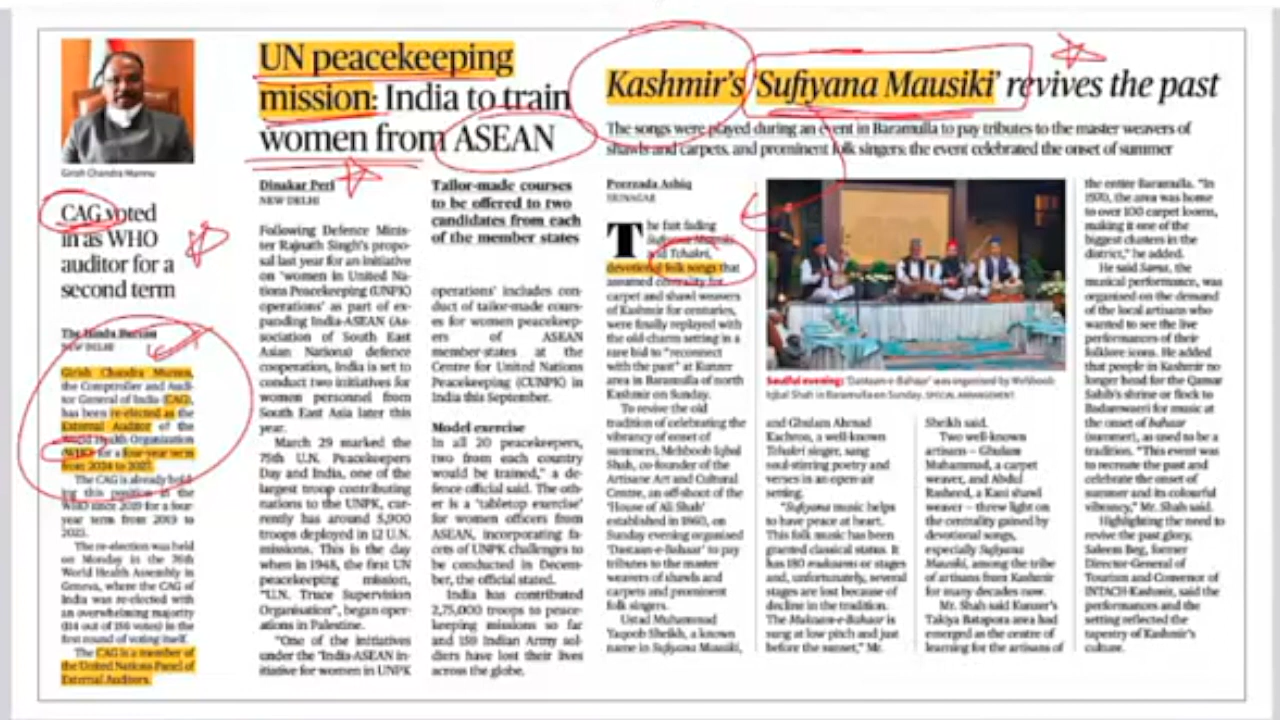 Girish Chandra Murmu
CAG voted
in as WHO
auditor for a
second term
The Hindu Bureau
NEW DELHI
Girish Chandra Murmu,
the Comptroller and Audi-
tor General of India (CAG),
has been re-elected as the
External Auditor of the
World Health Organization
(WHO) for a four-year term
from 2024 to 2027.
The CAG is already hold-
ing this position in the
WHO since 2019 for a four-
year term from 2019 to
2023.
The re-election was held
on Monday in the 76th
World Health Assembly in
Geneva, where the CAG of
India was re-elected with
an overwhelming majority
(114 out of 156 votes) in the
first round of voting itself.
The CAG is a member of
the United Nations Panel of
External Auditors.
UN peacekeeping
mission: India to train
women from ASEAN
Dinakar Peri
NEW DELHI
Following Defence Minis-
ter Rajnath Singh's propo-
sal last year for an initiative
on 'women in United Na-
tions Peacekeeping (UNPK)
operations' as part of ex-
panding India-ASEAN (As-
sociation of South East
Asian Nations) defence
cooperation, India is set to
conduct two initiatives for
women personnel from
South East Asia later this
year.
March 29 marked the
75th U.N. Peacekeepers
Day and India, one of the
largest troop contributing
nations to the UNPK, cur-
rently has around 5,900
troops deployed in 12 U.N.
missions. This is the day
when in 1948, the first UN
peacekeeping mission,
"U.N. Truce Supervision
Organisation", began oper-
ations in Palestine.
"One of the initiatives
under the "India-ASEAN in-
itiative for women in UNPK
Tailor-made courses
to be offered to two
candidates from each
of the member states
operations' includes con-
duct of tailor-made cours-
es for women peacekeep-
ers of ASEAN
member-states at the
Centre for United Nations
Peacekeeping (CUNPK) in
India this September.
Model exercise
In all 20 peacekeepers,
two from each country
would be trained," a de-
fence official said. The oth-
er is a 'tabletop exercise'
for women officers from
ASEAN, incorporating fa-
cets of UNPK challenges to
be conducted in Decem-
ber, the official stated.
India has contributed
2,75,000 troops to peace-
keeping missions so far
and 159 Indian Army sol-
diers have lost their lives
across the globe.
Kashmir's 'Sufiyana Mausiki' revives the past
The songs were played during an event in Baramulla to pay tributes to the master weavers of
shawls and carpets, and prominent folk singers; the event celebrated the onset of summer
Peerzada Ashiq
SRINAGAR
The fast fading
Sufiyana Mausiki
and Tchakri,
devotional folk songs that
assumed centrality for
carpet and shawl weavers
of Kashmir for centuries,
were finally replayed with
the old charm setting in a
rare bid to "reconnect
with the past" at Kunzer
area in Baramulla of north
Kashmir on Sunday.
To revive the old
tradition of celebrating the
vibrancy of onset of
summers, Mehboob Iqbal
Shah, co-founder of the
Artisane Art and Cultural
Centre, an off-shoot of the
'House of Ali Shah'
established in 1860, on
Sunday evening organised
'Dastaan-e-Bahaar' to pay
tributes to the master
weavers of shawls and
carpets and prominent
folk singers.
Ustad Muhammad
Yaqoob Sheikh, a known
name in Sufiyana Mausiki,
Soulful evening: 'Dastaan-e-Bahaar' was organised by Mehboob
Iqbal Shah in Baramulla on Sunday. SPECIAL ARRANGEMENT
and Ghulam Ahmad
Kachroo, a well-known
Tchakri singer, sang
soul-stirring poetry and
verses in an open-air
setting.
"Sufiyana music helps
to have peace at heart.
This folk music has been
granted classical status. It
has 180 makaams or stages
and, unfortunately, several
stages are lost because of
decline in the tradition.
The Makaam-e-Bahaar is
sung at low pitch and just
before the sunset," Mr.
Sheikh said.
Two well-known
artisans – Ghulam
Muhammad, a carpet
weaver, and Abdul
Rasheed, a Kani shawl
weaver – threw light on
the centrality gained by
devotional songs,
especially Sufiyana
Mausiki, among the tribe
of artisans from Kashmir
for many decades now.
Mr. Shah said Kunzer's
Takiya Batapora area had
emerged as the centre of
learning for the artisans of
the entire Baramulla. "In
1970, the area was home
to over 100 carpet looms,
making it one of the
biggest clusters in the
district," he added.
He said Sama, the
musical performance, was
organised on the demand
of the local artisans who
wanted to see the live
performances of their
folklore icons. He added
that people in Kashmir no
longer head for the Qamar
Sahib's shrine or flock to
Badamwari for music at
the onset of bahaar
(summer), as used to be a
tradition. "This event was
to recreate the past and
celebrate the onset of
summer and its colourful
vibrancy," Mr. Shah said.
Highlighting the need to
revive the past glory,
Saleem Beg, former
Director-General of
Tourism and Convenor of
INTACH-Kashmir, said the
performances and the
setting reflected the
tapestry of Kashmir's
culture.